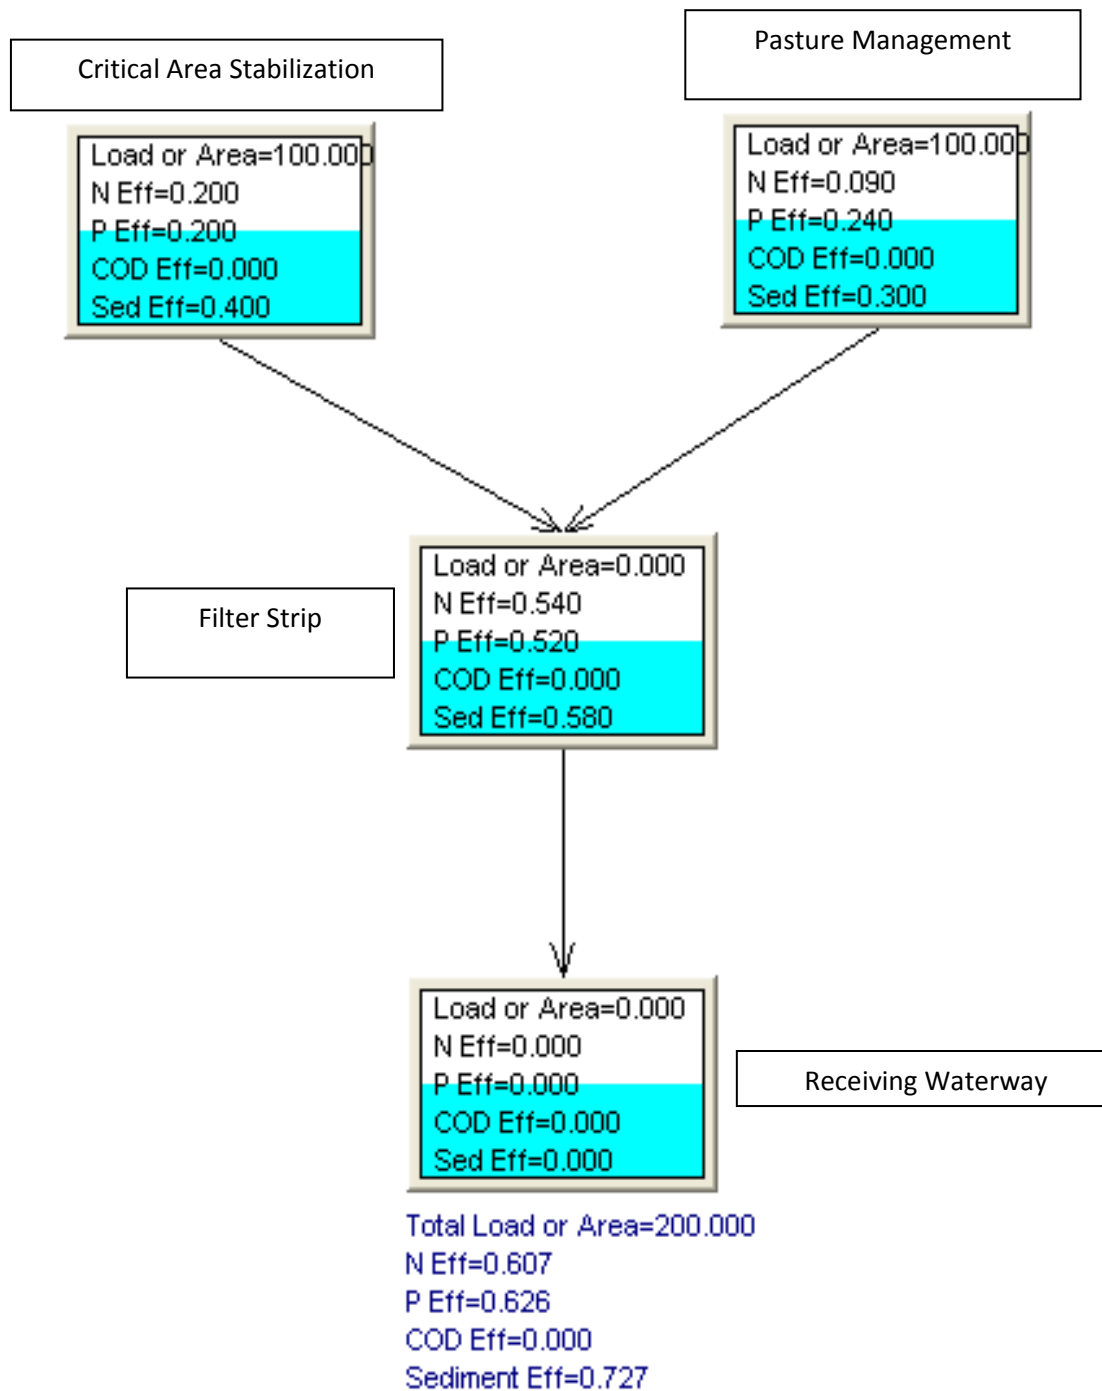 Critical Area Stabilization
Pasture Management
Load or Area=100.000
N Eff=0.200
P Eff=0.200
COD Eff=0.000
Sed Eff=0.400
Load or Area=100.000
N Eff=0.090
P Eff=0.240
COD Eff=0.000
Sed Eff=0.300
Filter Strip
Load or Area=0.000
N Eff=0.540
P Eff=0.520
COD Eff=0.000
Sed Eff=0.580
Load or Area=0.000
N Eff=0.000
P Eff=0.000
COD Eff=0.000
Sed Eff=0.000
Receiving Waterway
Total Load or Area=200.000
N Eff=0.607
P Eff=0.626
COD Eff=0.000
Sediment Eff=0.727